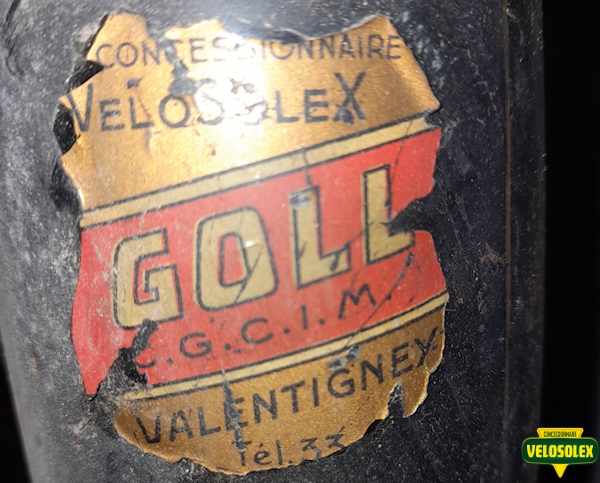 CONCESSIONNAIRE
VELOSOLEX
GOLL
C.G.C.I.M.
VALENTIGNEY
Tél. 33
CONCESSIONNAIRE
VELOSOLEX